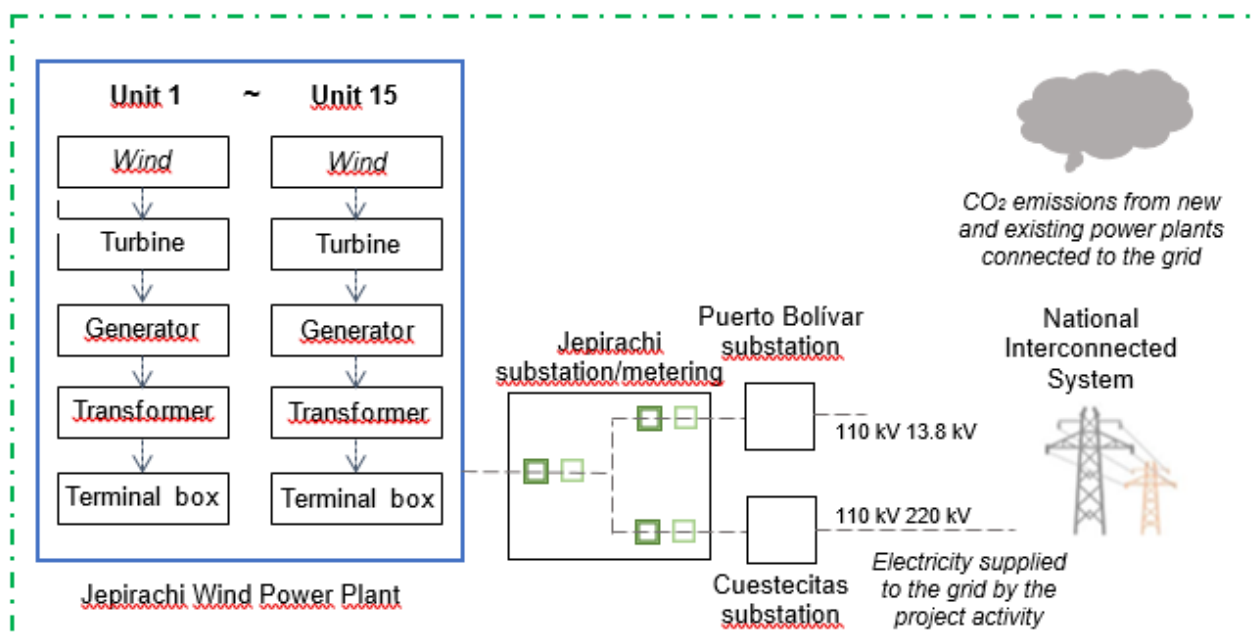 Unit 1 ~ Unit 15
Wind
Wind
Turbine
Turbine
Generator
Generator
Transformer
Transformer
Terminal box
Terminal box
Jepirachi Wind Power Plant
Jepirachi
substation/metering
Puerto Bolívar
substation
110 kV 13.8 kV
Cuestecitas
substation
110 kV 220 kV
Electricity supplied
to the grid by the
project activity
CO₂ emissions from new
and existing power plants
connected to the grid
National
Interconnected
System